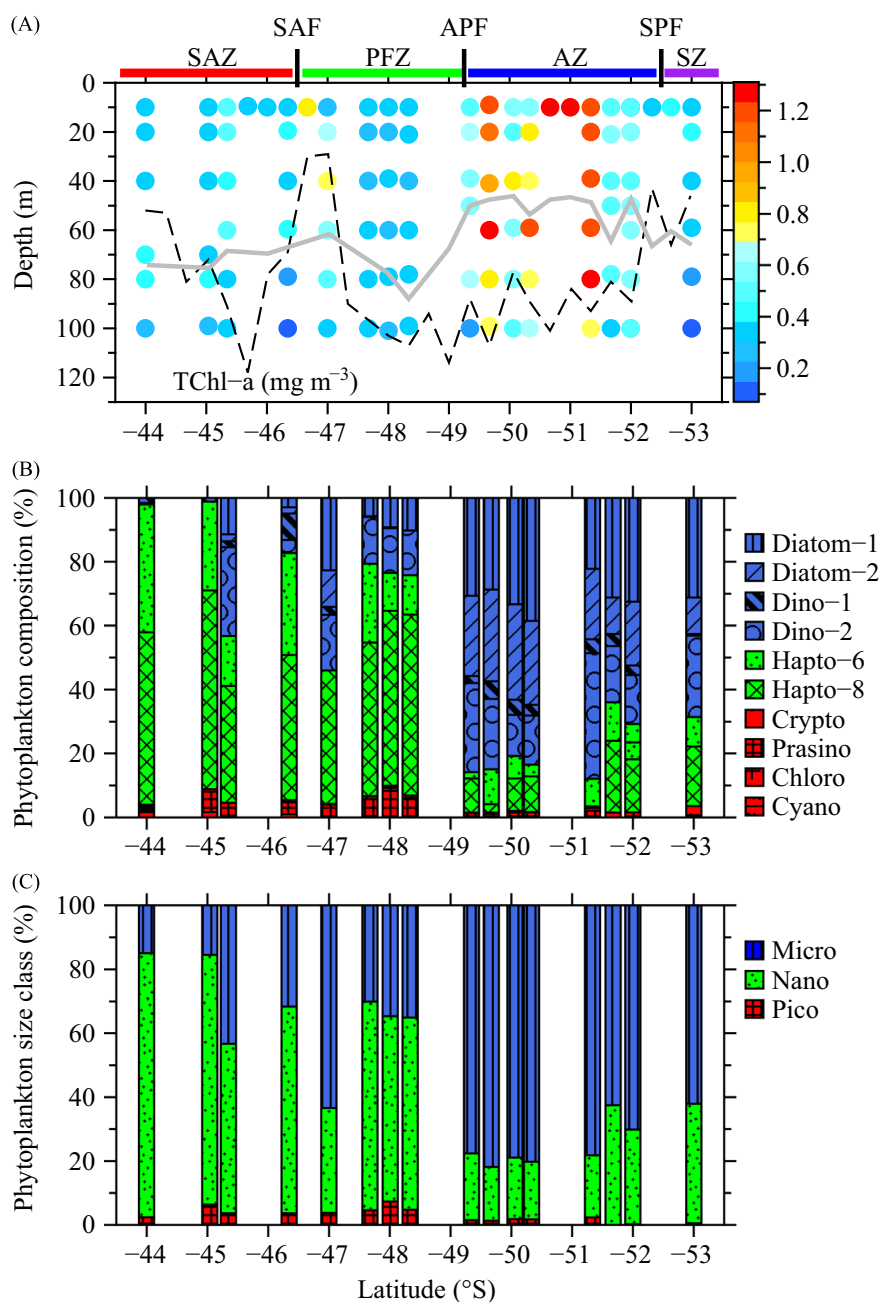 (A)
SAF APF SPF
SAZ PFZ AZ SZ
0
20
40
60
80
100
120
Depth (m)
TChl−a (mg m⁻³)
1.2
1.0
0.8
0.6
0.4
0.2
−44 −45 −46 −47 −48 −49 −50 −51 −52 −53
(B)
Phytoplankton composition (%)
100
80
60
40
20
0
−44 −45 −46 −47 −48 −49 −50 −51 −52 −53
Diatom−1
Diatom−2
Dino−1
Dino−2
Hapto−6
Hapto−8
Crypto
Prasino
Chloro
Cyano
(C)
Phytoplankton size class (%)
100
80
60
40
20
0
−44 −45 −46 −47 −48 −49 −50 −51 −52 −53
Latitude (°S)
Micro
Nano
Pico